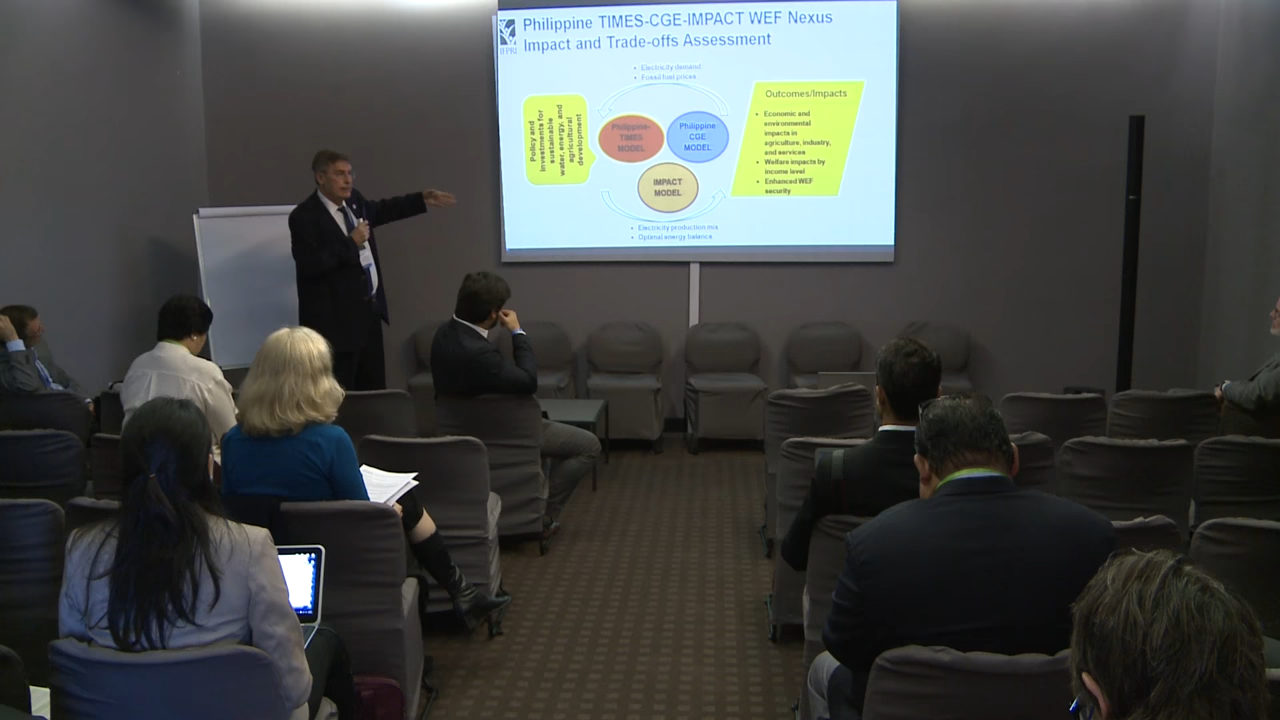 IFPRI
Philippine TIMES-CGE-IMPACT WEF Nexus
Impact and Trade-offs Assessment
• Electricity demand
• Fossil fuel prices
Policy and
investments for
sustainable
water, energy, and
agricultural
development
Philippine-
TIMES
MODEL
Philippine
CGE
MODEL
IMPACT
MODEL
• Electricity production mix
• Optimal energy balance
Outcomes/Impacts
• Economic and
environmental
impacts in
agriculture, industry,
and services
• Welfare impacts by
income level
• Enhanced WEF
security